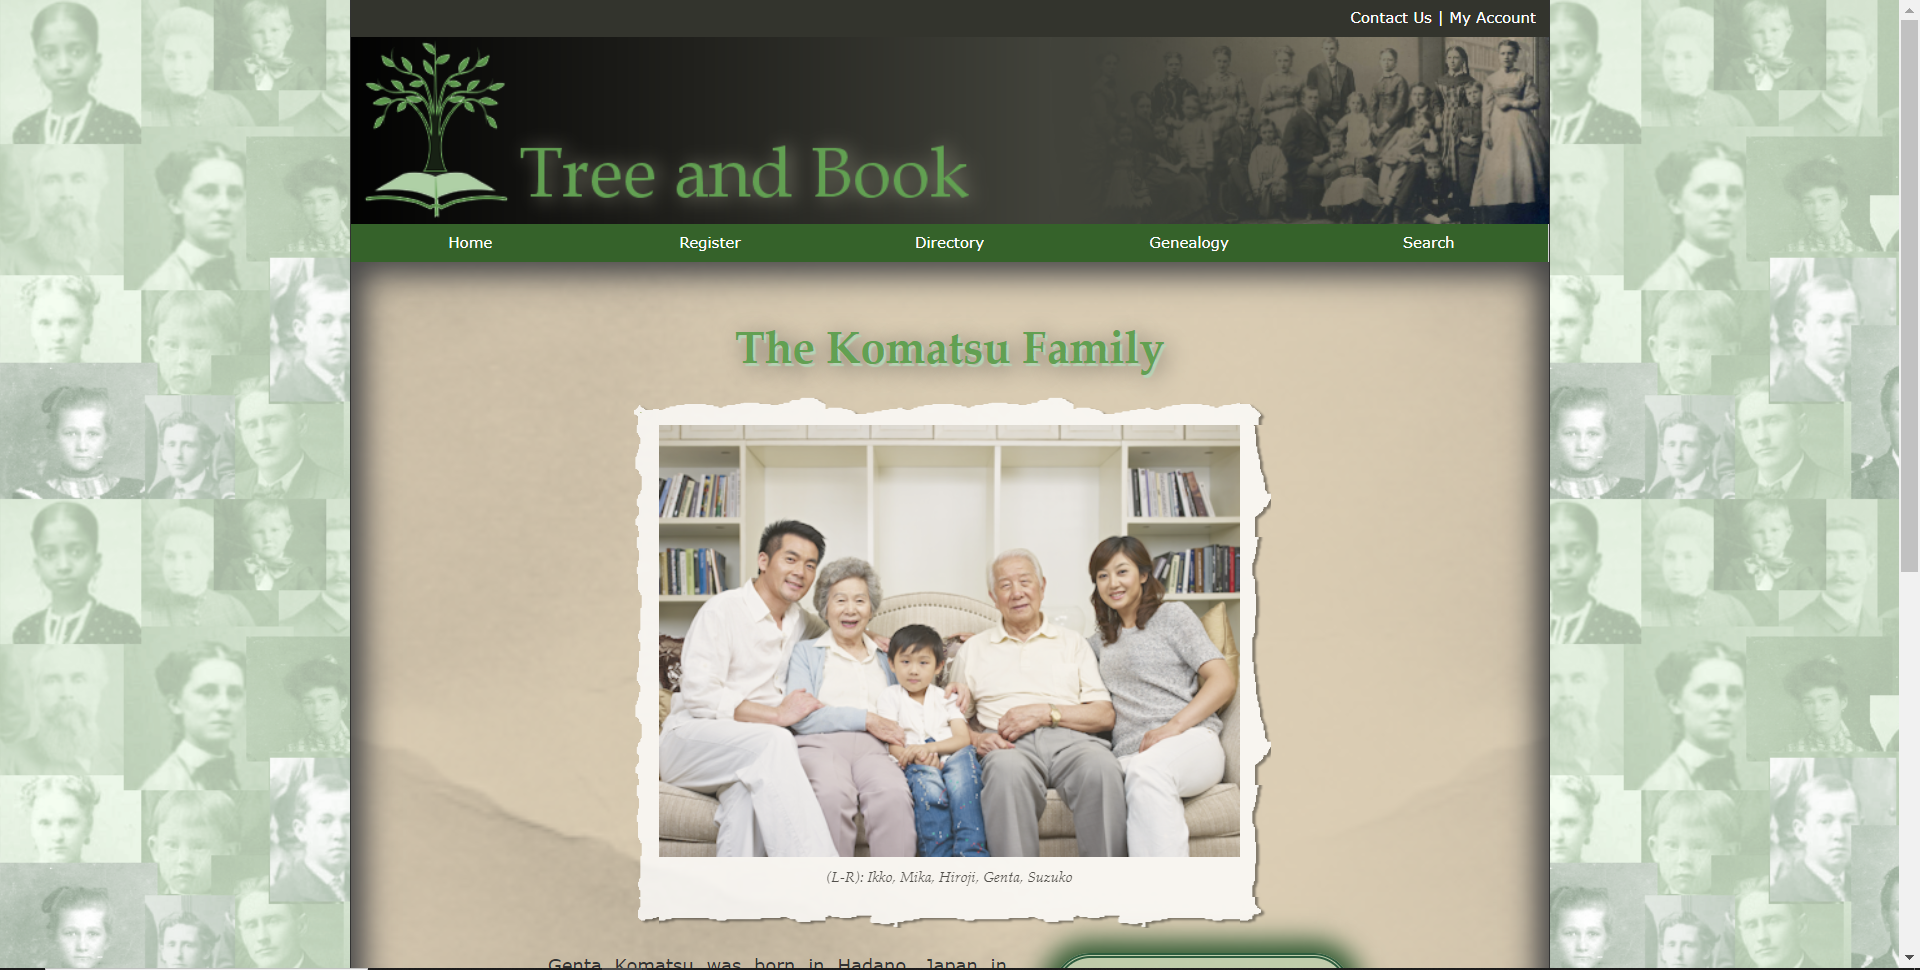 Contact Us | My Account
Tree and Book
Home Register Directory Genealogy Search
The Komatsu Family
(L-R): Ikko, Mika, Hiroji, Genta, Suzuko
Genta Komatsu was born in Hadano, Japan in